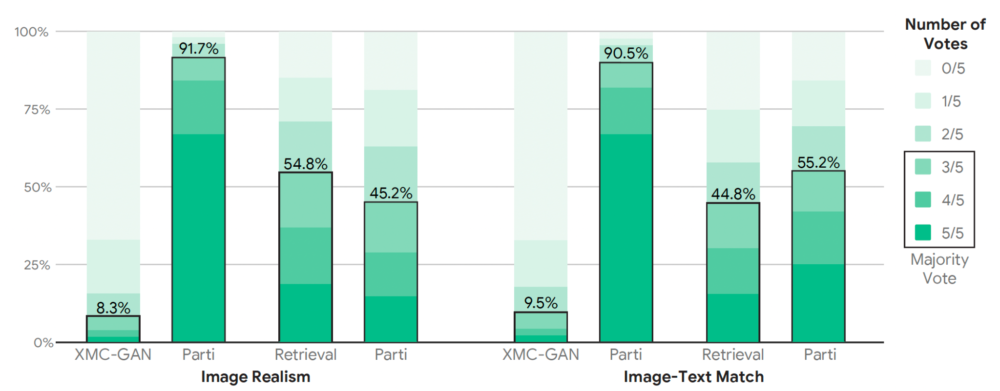 100%
75%
50%
25%
0%
8.3%
91.7%
54.8%
45.2%
9.5%
90.5%
44.8%
55.2%
XMC-GAN
Parti
Retrieval
Parti
XMC-GAN
Parti
Retrieval
Parti
Image Realism
Image-Text Match
Number of
Votes
0/5
1/5
2/5
3/5
4/5
5/5
Majority
Vote